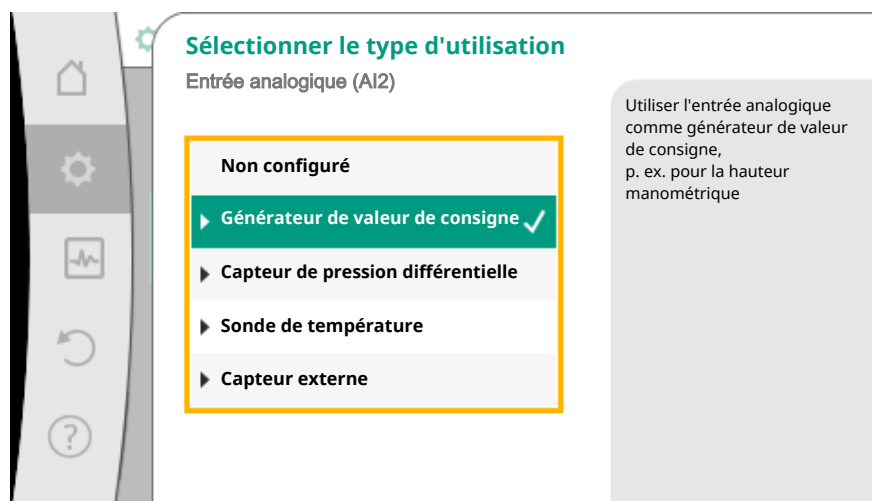 Sélectionner le type d'utilisation
Entrée analogique (AI2)
Non configuré
Générateur de valeur de consigne
Capteur de pression différentielle
Sonde de température
Capteur externe
Utiliser l'entrée analogique
comme générateur de valeur
de consigne,
p. ex. pour la hauteur
manométrique
?